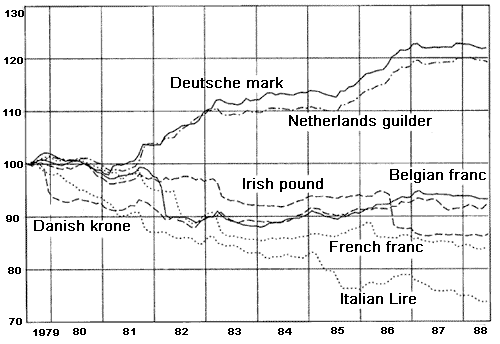 130
120
110
100
90
80
70
Deutsche mark
Netherlands guilder
Irish pound
Belgian franc
Danish krone
French franc
Italian Lire
1979 80 81 82 83 84 85 86 87 88